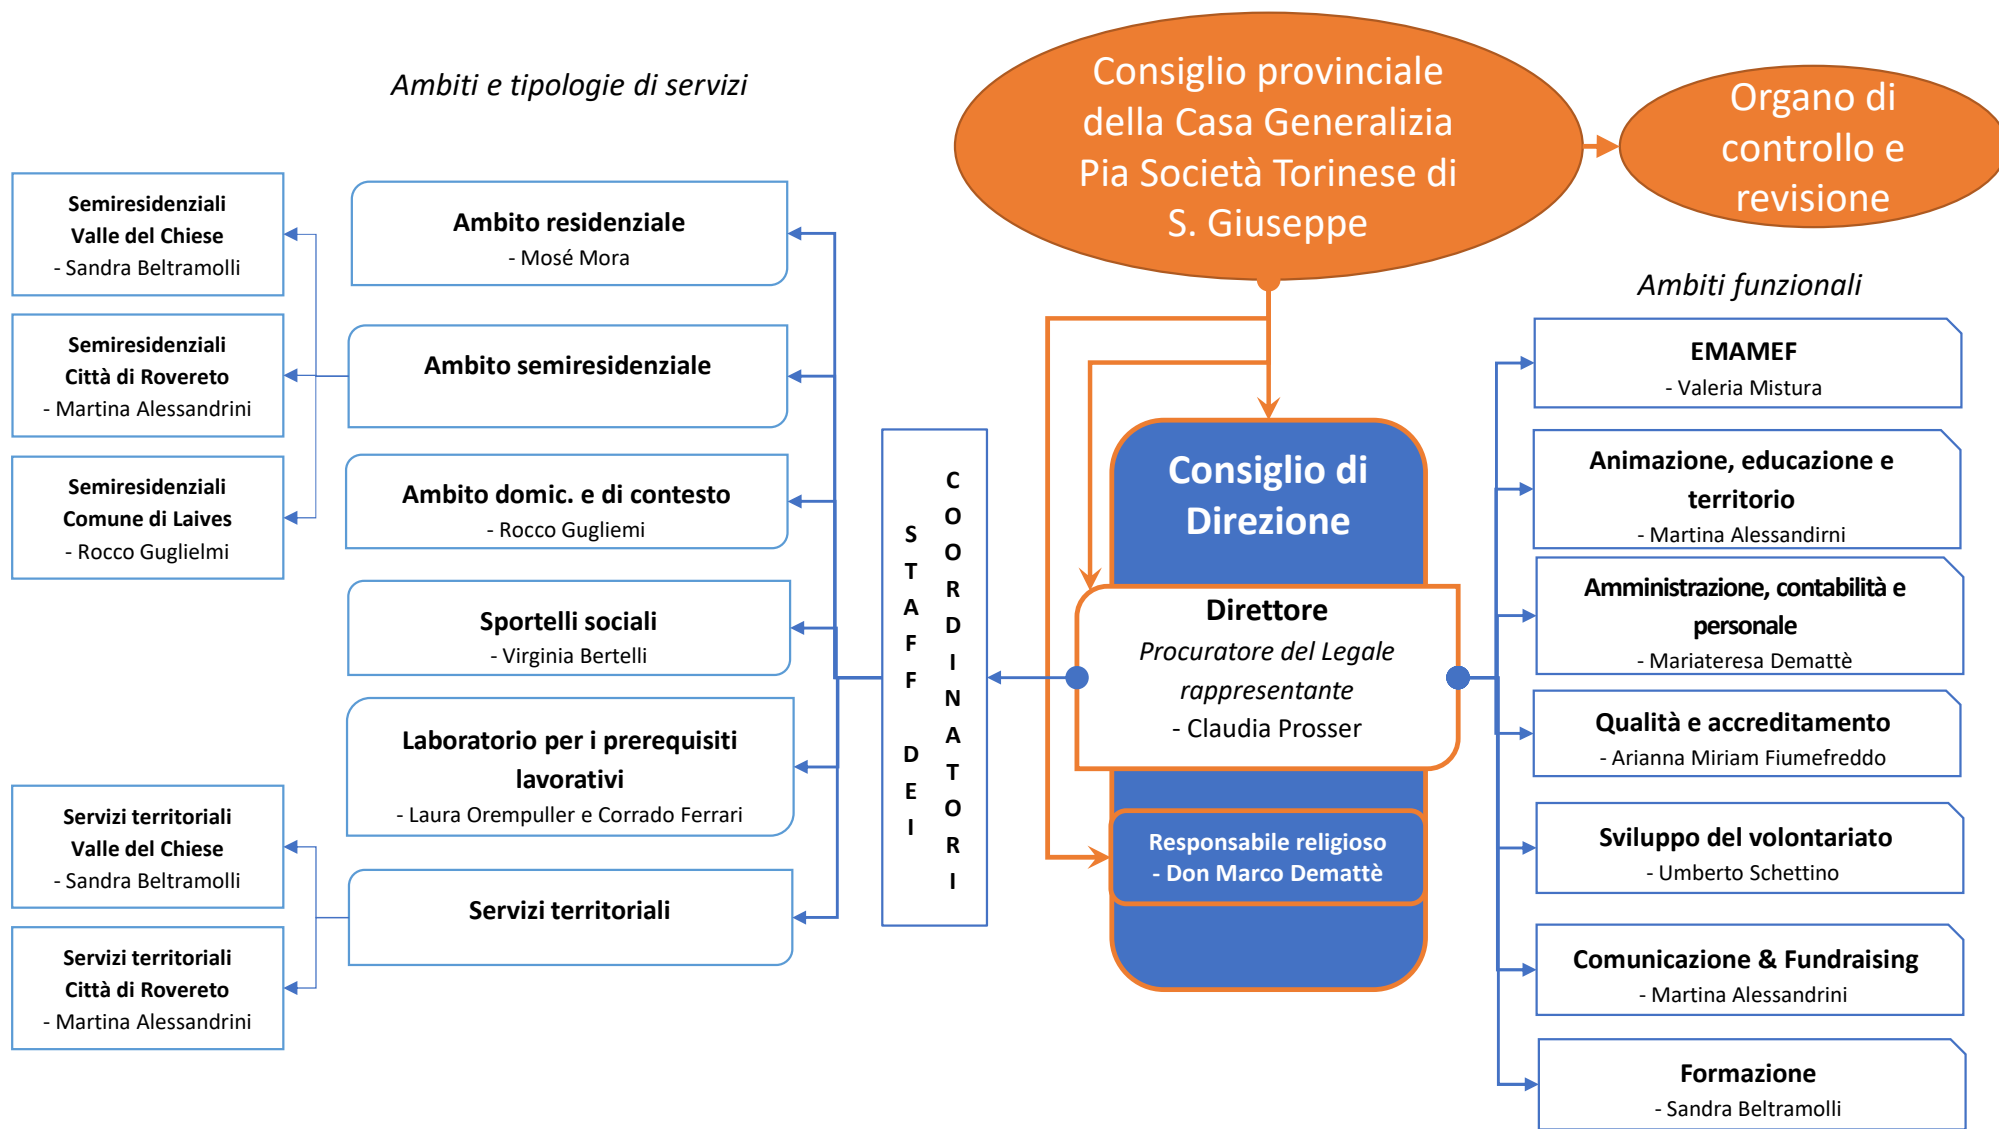 Ambiti e tipologie di servizi
Consiglio provinciale
della Casa Generalizia
Pia Società Torinese di
S. Giuseppe
Organo di
controllo e
revisione
Semiresidenziali
Valle del Chiese
- Sandra Beltramolli
Semiresidenziali
Città di Rovereto
- Martina Alessandrini
Semiresidenziali
Comune di Laives
- Rocco Guglielmi
Servizi territoriali
Valle del Chiese
- Sandra Beltramolli
Servizi territoriali
Città di Rovereto
- Martina Alessandrini
Ambito residenziale
- Mosé Mora
Ambito semiresidenziale
Ambito domic. e di contesto
- Rocco Gugliemi
Sportelli sociali
- Virginia Bertelli
Laboratorio per i prerequisiti
lavorativi
- Laura Orempuller e Corrado Ferrari
Servizi territoriali
STAFF DEI
COORDINATORI
Consiglio di
Direzione
Direttore
Procuratore del Legale
rappresentante
- Claudia Prosser
Responsabile religioso
- Don Marco Demattè
Ambiti funzionali
EMAMEF
- Valeria Mistura
Animazione, educazione e
territorio
- Martina Alessandirni
Amministrazione, contabilità e
personale
- Mariateresa Demattè
Qualità e accreditamento
- Arianna Miriam Fiumefreddo
Sviluppo del volontariato
- Umberto Schettino
Comunicazione & Fundraising
- Martina Alessandrini
Formazione
- Sandra Beltramolli